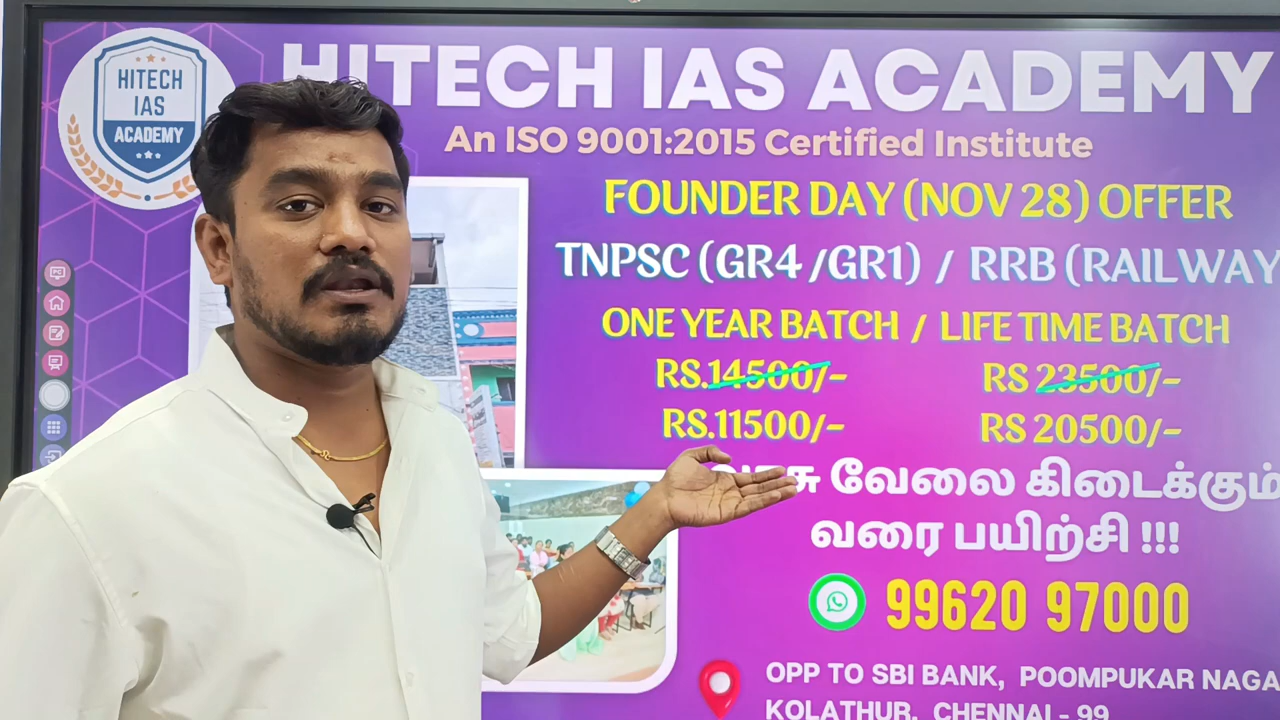 HITECH
IAS
ACADEMY
HITECH IAS ACADEMY
An ISO 9001:2015 Certified Institute
FOUNDER DAY (NOV 28) OFFER
TNPSC (GR4 /GR1) / RRB (RAILWAY
ONE YEAR BATCH / LIFE TIME BATCH
RS.14500/- RS 23500/-
RS.11500/- RS 20500/-
வேலை கிடைக்கும்
வரை பயிற்சி !!!
99620 97000
OPP TO SBI BANK, POOMPUKAR NAGA
KOLATHUR, CHENNAI - 99